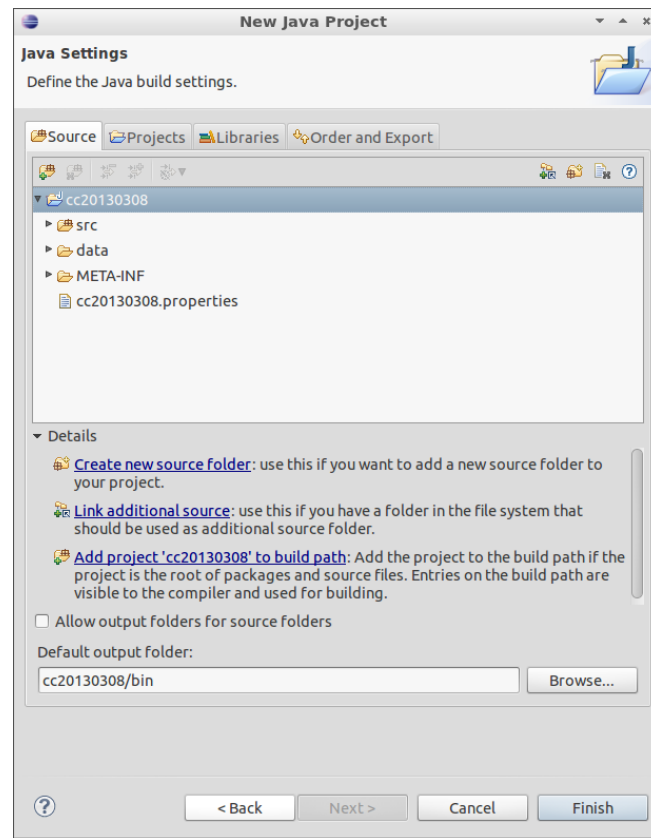 New Java Project
Java Settings
Define the Java build settings.
Source Projects Libraries Order and Export
cc20130308
src
data
META-INF
cc20130308.properties
Details
Create new source folder: use this if you want to add a new source folder to
your project.
Link additional source: use this if you have a folder in the file system that
should be used as additional source folder.
Add project 'cc20130308' to build path: Add the project to the build path if the
project is the root of packages and source files. Entries on the build path are
visible to the compiler and used for building.
Allow output folders for source folders
Default output folder:
cc20130308/bin
Browse...
< Back Next > Cancel Finish